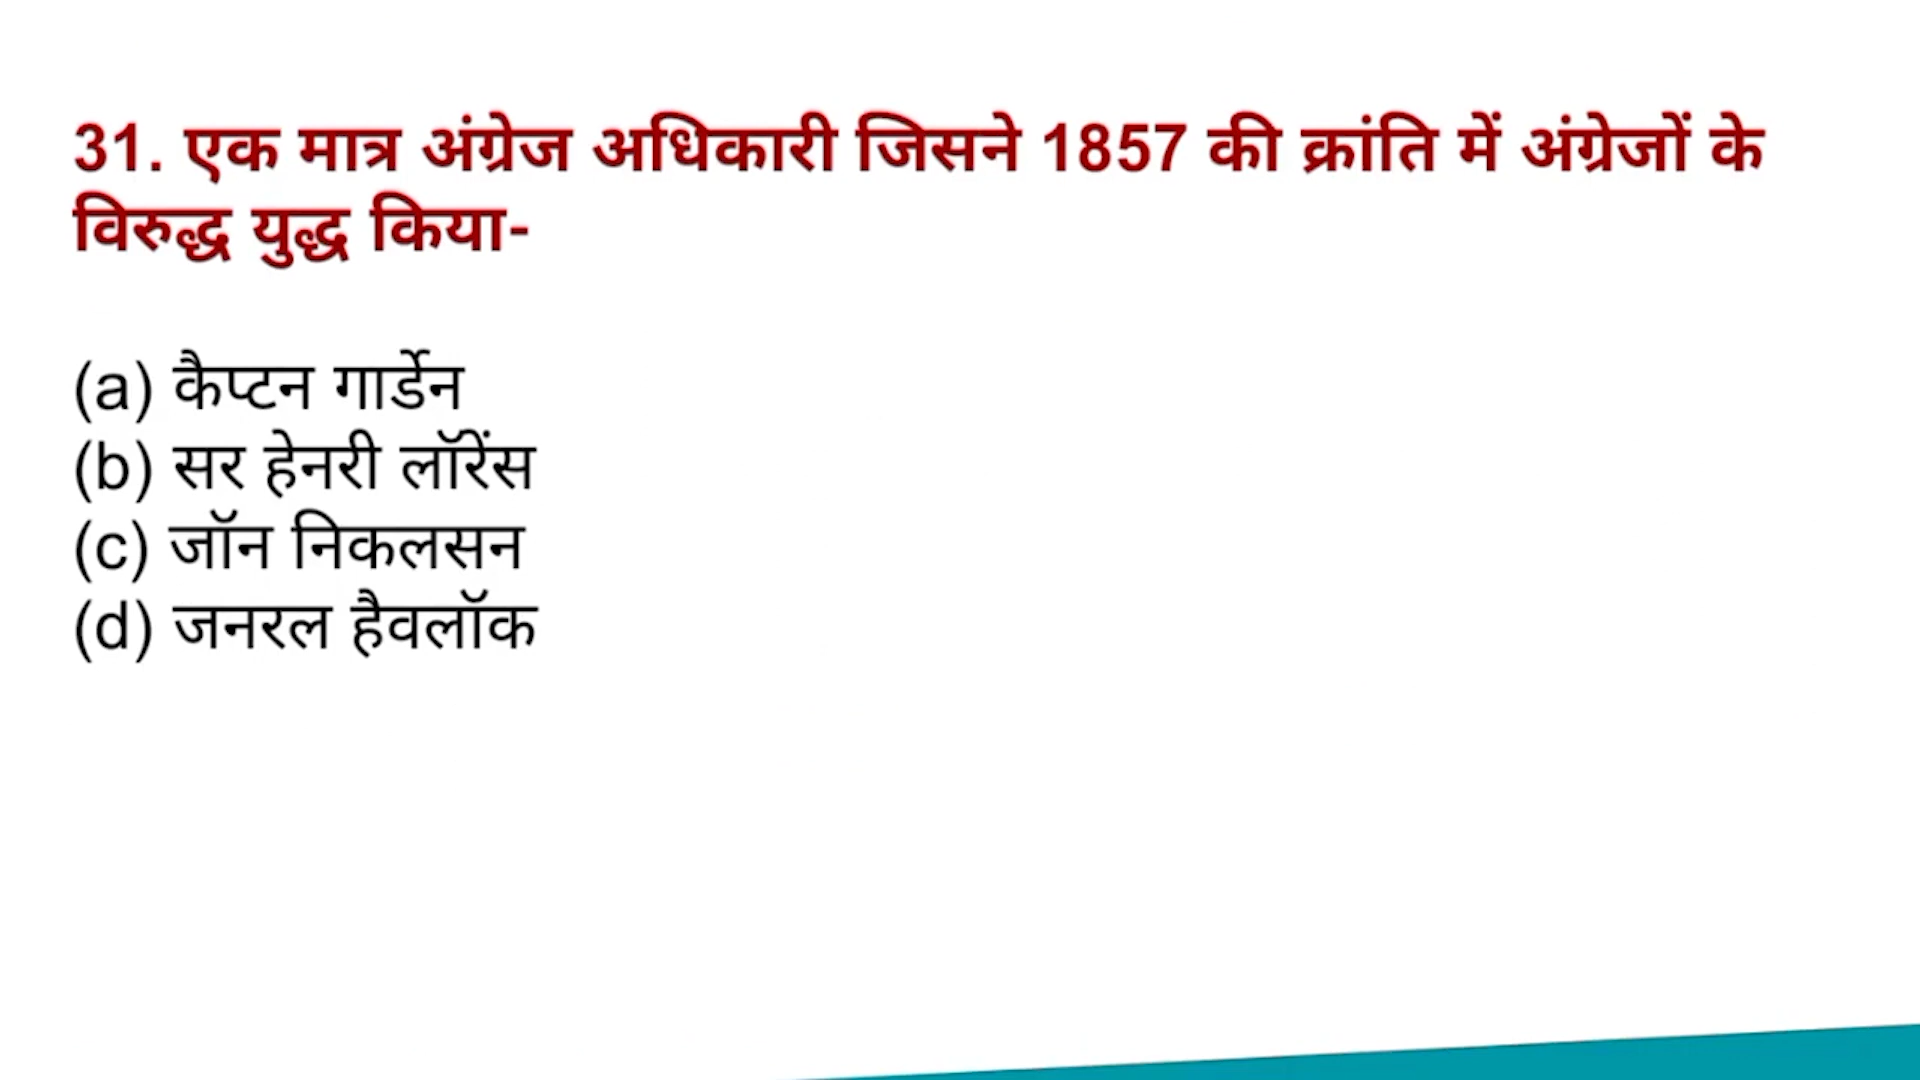 31. एक मात्र अंग्रेज अधिकारी जिसने 1857 की क्रांति में अंग्रेजों के
विरुद्ध युद्ध किया-
(a) कैप्टन गार्डेन
(b) सर हेनरी लॉरेंस
(c) जॉन निकलसन
(d) जनरल हैवलॉक